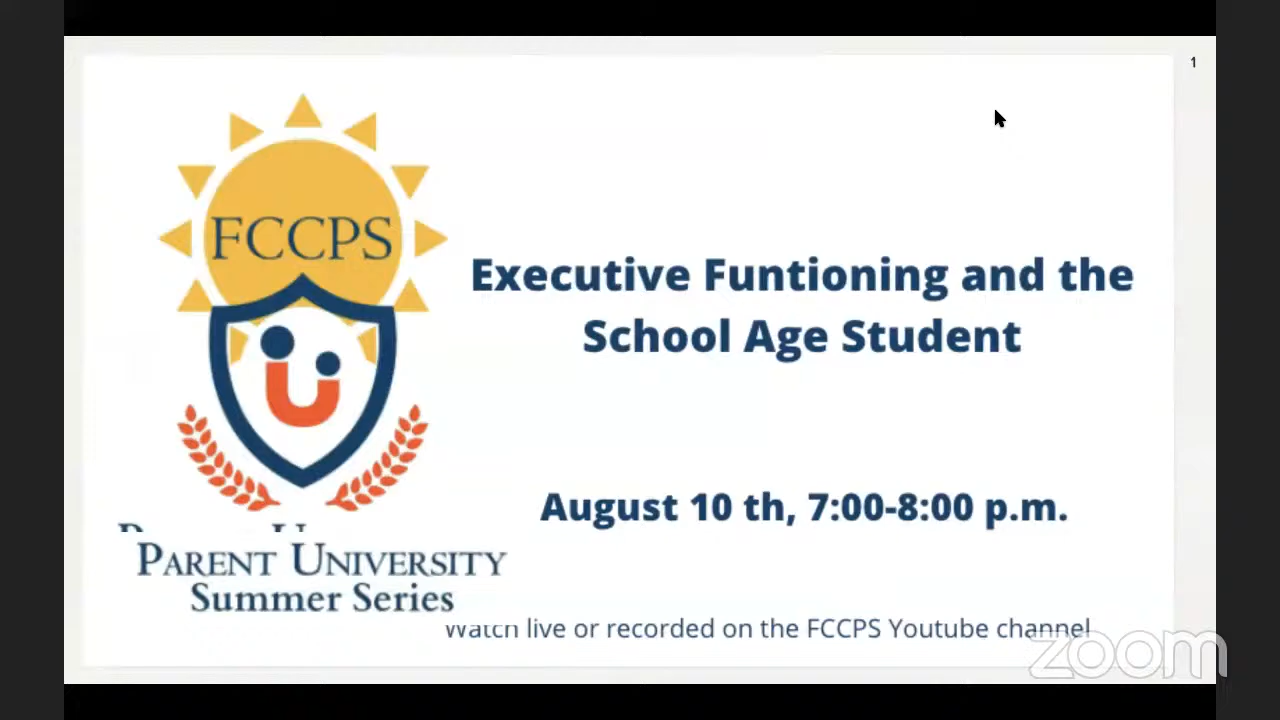 1
FCCPS
Executive Funtioning and the
School Age Student
August 10 th, 7:00-8:00 p.m.
PARENT UNIVERSITY
Summer Series
Watch live or recorded on the FCCPS Youtube channel
zoom